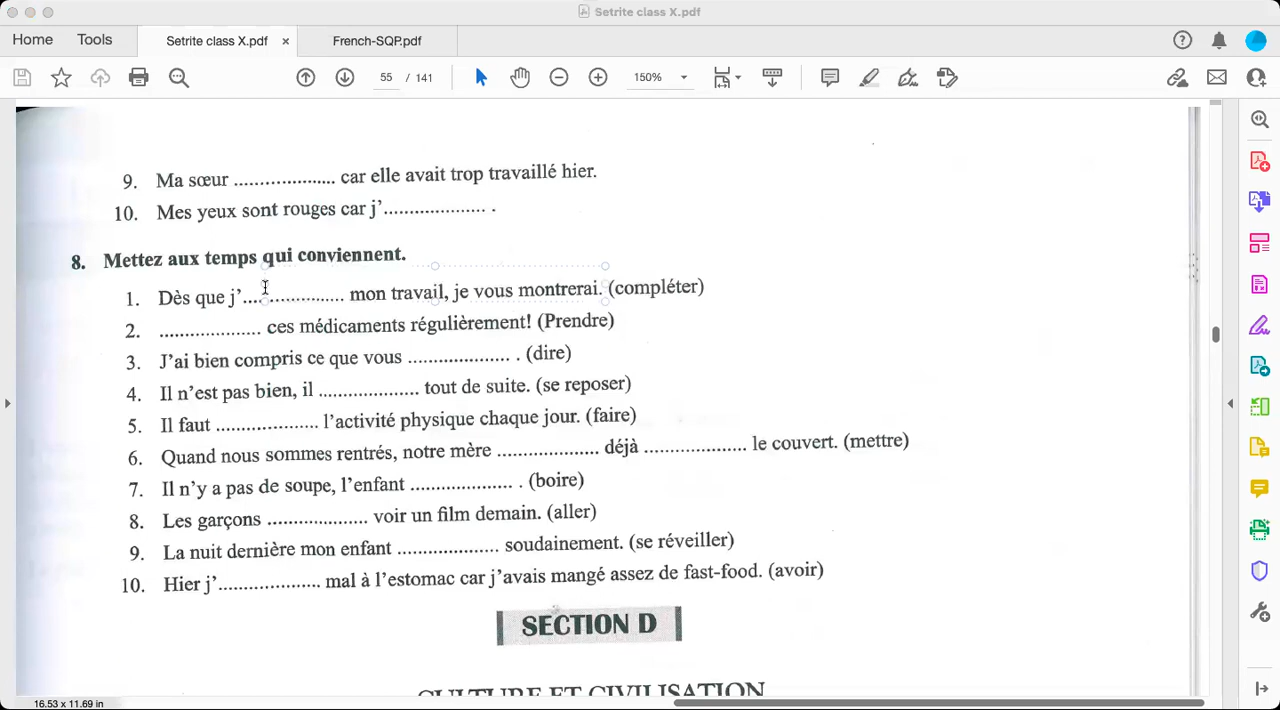 Setrite class X.pdf
Home Tools Setrite class X.pdf × French-SQP.pdf
55 / 141 150%
9. Ma sœur .................... car elle avait trop travaillé hier.
10. Mes yeux sont rouges car j'.................... .
8. Mettez aux temps qui conviennent.
1. Dès que j'.................... mon travail, je vous montrerai. (compléter)
2. .................... ces médicaments régulièrement! (Prendre)
3. J'ai bien compris ce que vous .................... . (dire)
4. Il n'est pas bien, il .................... tout de suite. (se reposer)
5. Il faut .................... l'activité physique chaque jour. (faire)
6. Quand nous sommes rentrés, notre mère .................... déjà .................... le couvert. (mettre)
7. Il n'y a pas de soupe, l'enfant .................... . (boire)
8. Les garçons .................... voir un film demain. (aller)
9. La nuit dernière mon enfant .................... soudainement. (se réveiller)
10. Hier j'.................... mal à l'estomac car j'avais mangé assez de fast-food. (avoir)
SECTION D
CULTURE ET CIVILISATION
16.53 x 11.69 in